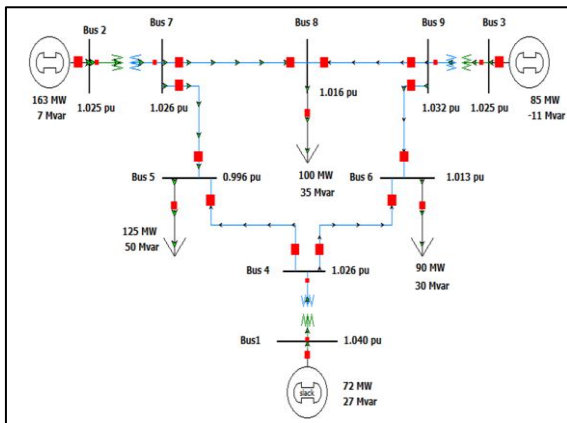 Bus 2
Bus 7
Bus 8
Bus 9
Bus 3
163 MW
7 Mvar
1.025 pu
1.026 pu
1.016 pu
1.032 pu
1.025 pu
85 MW
-11 Mvar
Bus 5
0.996 pu
100 MW
35 Mvar
Bus 6
1.013 pu
125 MW
50 Mvar
90 MW
30 Mvar
Bus 4
1.026 pu
Bus1
1.040 pu
slack
72 MW
27 Mvar